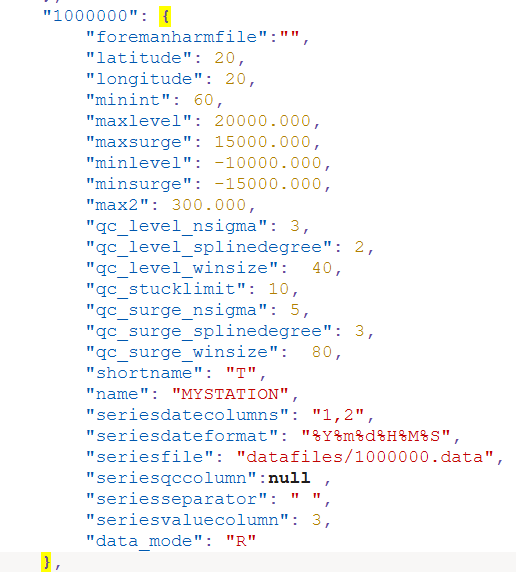 "1000000": {
"foremanharmfile":"",
"latitude": 20,
"longitude": 20,
"minint": 60,
"maxlevel": 20000.000,
"maxsurge": 15000.000,
"minlevel": -10000.000,
"minsurge": -15000.000,
"max2": 300.000,
"qc_level_nsigma": 3,
"qc_level_splinedegree": 2,
"qc_level_winsize":  40,
"qc_stucklimit": 10,
"qc_surge_nsigma": 5,
"qc_surge_splinedegree": 3,
"qc_surge_winsize":  80,
"shortname": "T",
"name": "MYSTATION",
"seriesdatecolumns": "1,2",
"seriesdateformat": "%Y%m%d%H%M%S",
"seriesfile": "datafiles/1000000.data",
"seriesqccolumn":null ,
"seriesseparator": " ",
"seriesvaluecolumn": 3,
"data_mode": "R"
},